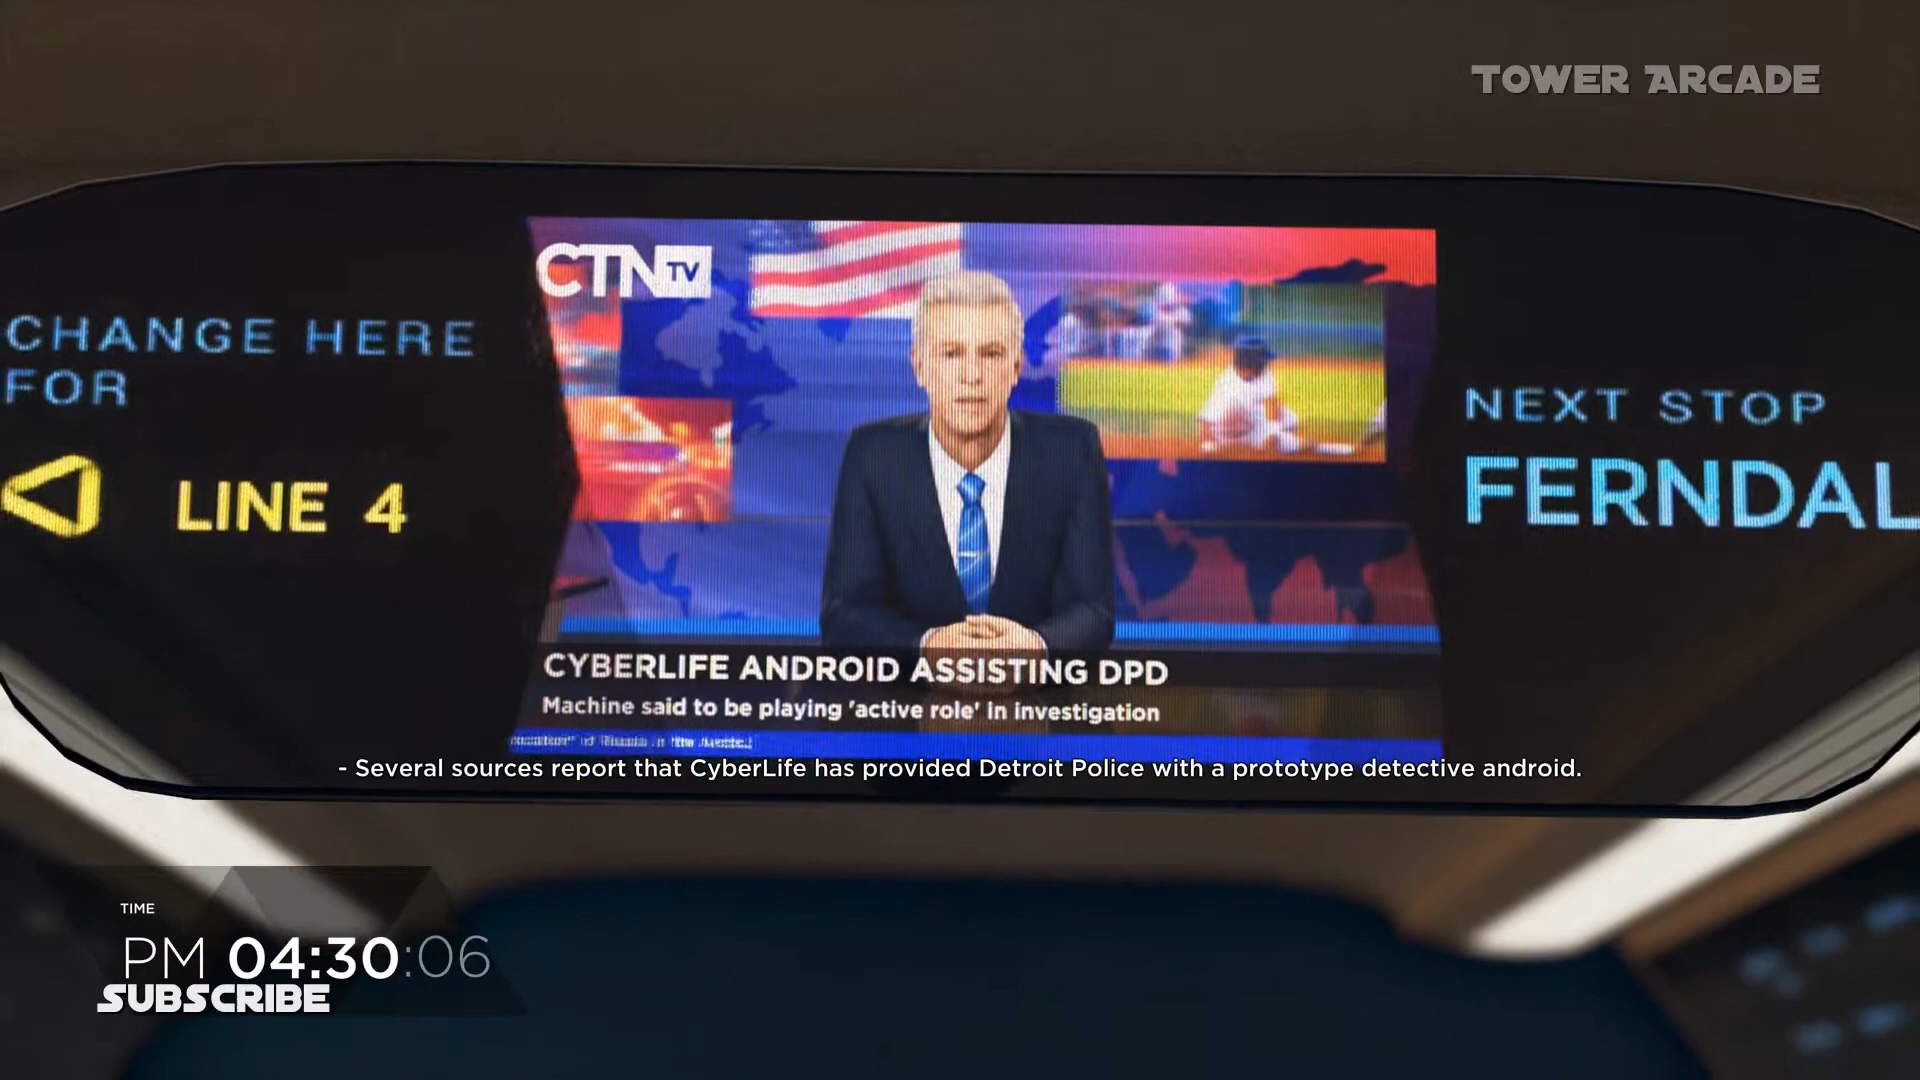 TOWER ARCADE
CTN TV
CHANGE HERE
FOR
LINE 4
NEXT STOP
FERNDAL
CYBERLIFE ANDROID ASSISTING DPD
Machine said to be playing 'active role' in investigation
- Several sources report that CyberLife has provided Detroit Police with a prototype detective android.
TIME
PM 04:30:06
SUBSCRIBE